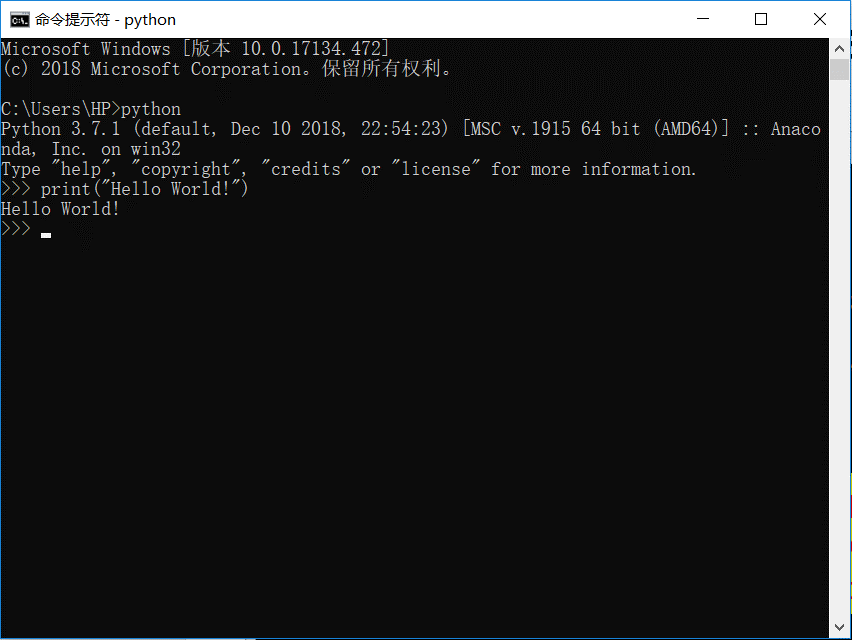 命令提示符 - python
Microsoft Windows [版本 10.0.17134.472]
(c) 2018 Microsoft Corporation。保留所有权利。
C:\Users\HP>python
Python 3.7.1 (default, Dec 10 2018, 22:54:23) [MSC v.1915 64 bit (AMD64)] :: Anaco
nda, Inc. on win32
Type "help", "copyright", "credits" or "license" for more information.
>>> print("Hello World!")
Hello World!
>>>